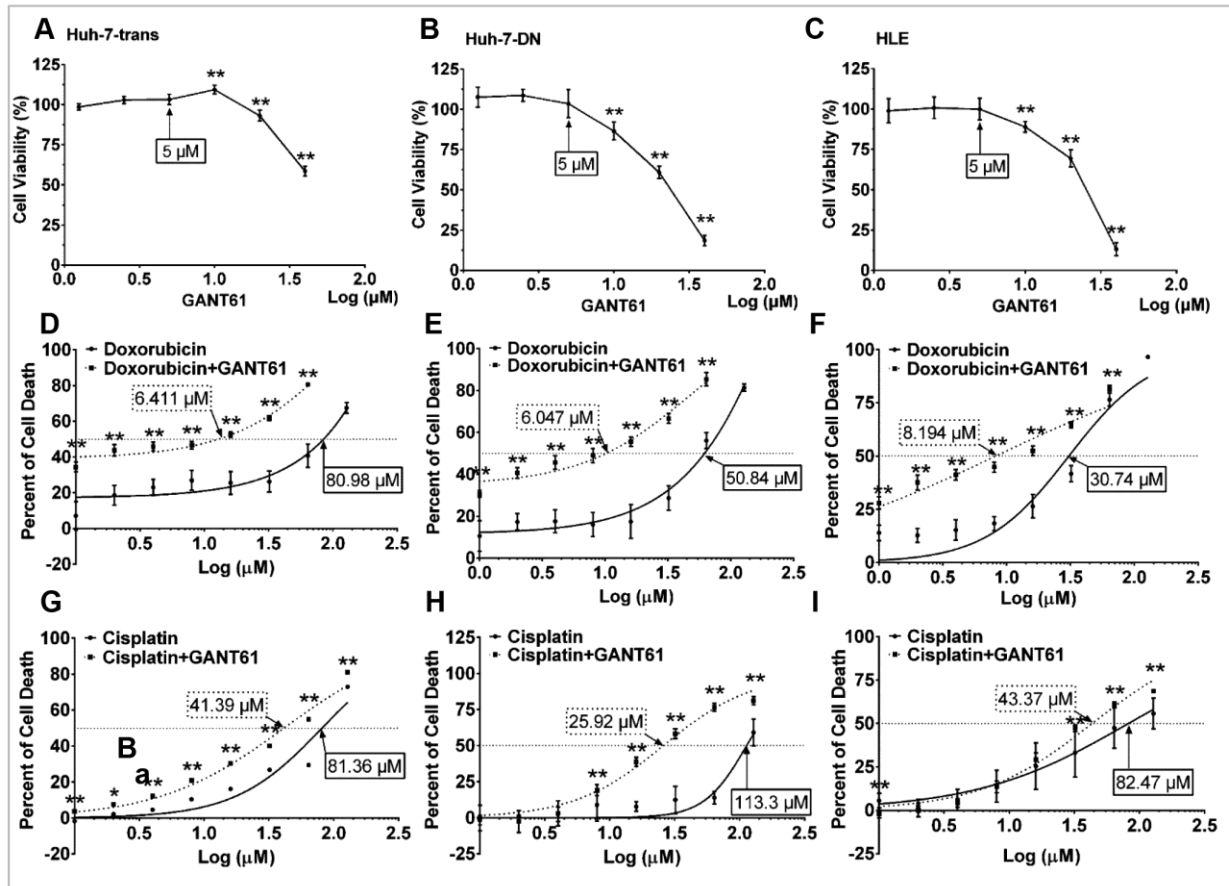 A Huh-7-trans
125
100
75
50
25
0
Cell Viability (%)
**
**
**
5 µM
0.0 0.5 1.0 1.5 2.0
GANT61 Log (µM)
B Huh-7-DN
125
100
75
50
25
0
Cell Viability (%)
**
**
**
5 µM
0.0 0.5 1.0 1.5 2.0
GANT61 Log (µM)
C HLE
125
100
75
50
25
0
Cell Viability (%)
**
**
**
5 µM
0.0 0.5 1.0 1.5 2.0
GANT61 Log (µM)
D
Doxorubicin
Doxorubicin+GANT61
100
80
60
40
20
0
-20
Percent of Cell Death
6.411 µM
80.98 µM
** ** ** ** ** ** **
0.5 1.0 1.5 2.0 2.5
Log (µM)
E
Doxorubicin
Doxorubicin+GANT61
100
80
60
40
20
0
Percent of Cell Death
6.047 µM
50.84 µM
** ** ** ** ** ** **
0.0 0.5 1.0 1.5 2.0 2.5
Log (µM)
F
Doxorubicin
Doxorubicin+GANT61
100
80
60
40
20
0
Percent of Cell Death
8.194 µM
30.74 µM
** ** ** ** ** ** **
0.0 0.5 1.0 1.5 2.0 2.5
Log (µM)
G
Cisplatin
Cisplatin+GANT61
100
80
60
40
20
0
-20
Percent of Cell Death
41.39 µM
81.36 µM
B
a
** * ** ** ** ** ** **
0.5 1.0 1.5 2.0 2.5
Log (µM)
H
Cisplatin
Cisplatin+GANT61
125
100
75
50
25
0
-25
Percent of Cell Death
25.92 µM
113.3 µM
** ** ** ** **
0.5 1.0 1.5 2.0 2.5
Log (µM)
I
Cisplatin
Cisplatin+GANT61
100
75
50
25
0
-25
Percent of Cell Death
43.37 µM
82.47 µM
** ** ** **
0.5 1.0 1.5 2.0 2.5
Log (µM)